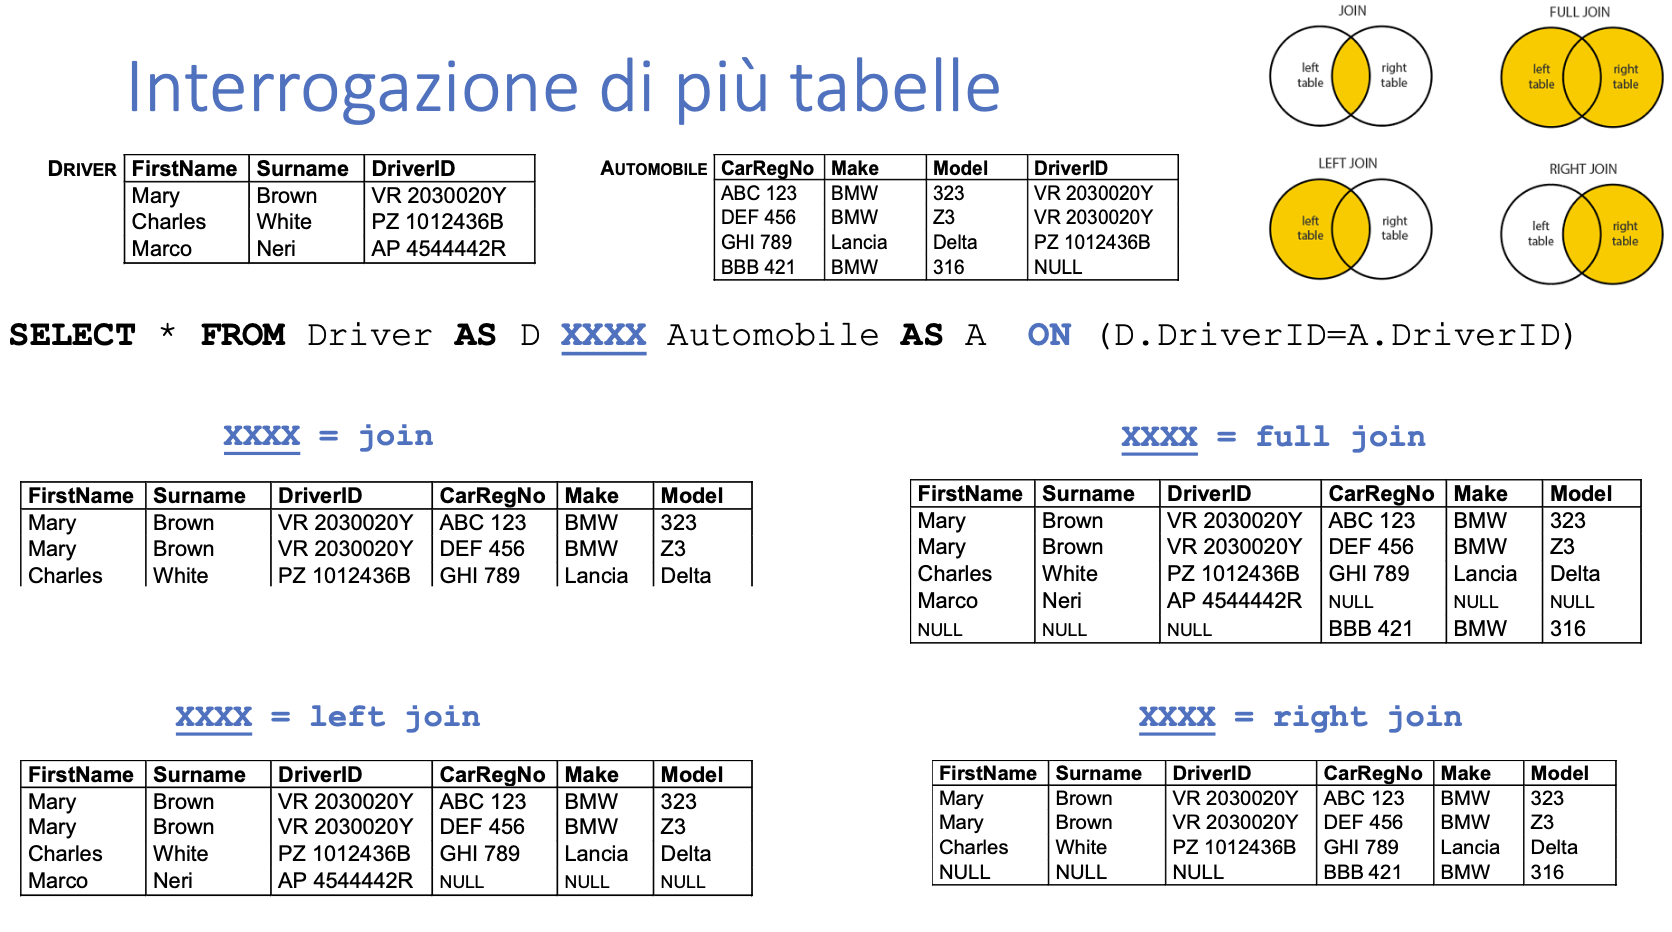 Interrogazione di più tabelle
JOIN
left table
right table
FULL JOIN
left table
right table
LEFT JOIN
left table
right table
RIGHT JOIN
left table
right table
DRIVER
FirstName Surname DriverID
Mary Brown VR 2030020Y
Charles White PZ 1012436B
Marco Neri AP 4544442R
AUTOMOBILE
CarRegNo Make Model DriverID
ABC 123 BMW 323 VR 2030020Y
DEF 456 BMW Z3 VR 2030020Y
GHI 789 Lancia Delta PZ 1012436B
BBB 421 BMW 316 NULL
SELECT * FROM Driver AS D XXXX Automobile AS A ON (D.DriverID=A.DriverID)
XXXX = join
FirstName Surname DriverID CarRegNo Make Model
Mary Brown VR 2030020Y ABC 123 BMW 323
Mary Brown VR 2030020Y DEF 456 BMW Z3
Charles White PZ 1012436B GHI 789 Lancia Delta
XXXX = full join
FirstName Surname DriverID CarRegNo Make Model
Mary Brown VR 2030020Y ABC 123 BMW 323
Mary Brown VR 2030020Y DEF 456 BMW Z3
Charles White PZ 1012436B GHI 789 Lancia Delta
Marco Neri AP 4544442R NULL NULL NULL
NULL NULL NULL BBB 421 BMW 316
XXXX = left join
FirstName Surname DriverID CarRegNo Make Model
Mary Brown VR 2030020Y ABC 123 BMW 323
Mary Brown VR 2030020Y DEF 456 BMW Z3
Charles White PZ 1012436B GHI 789 Lancia Delta
Marco Neri AP 4544442R NULL NULL NULL
XXXX = right join
FirstName Surname DriverID CarRegNo Make Model
Mary Brown VR 2030020Y ABC 123 BMW 323
Mary Brown VR 2030020Y DEF 456 BMW Z3
Charles White PZ 1012436B GHI 789 Lancia Delta
NULL NULL NULL BBB 421 BMW 316